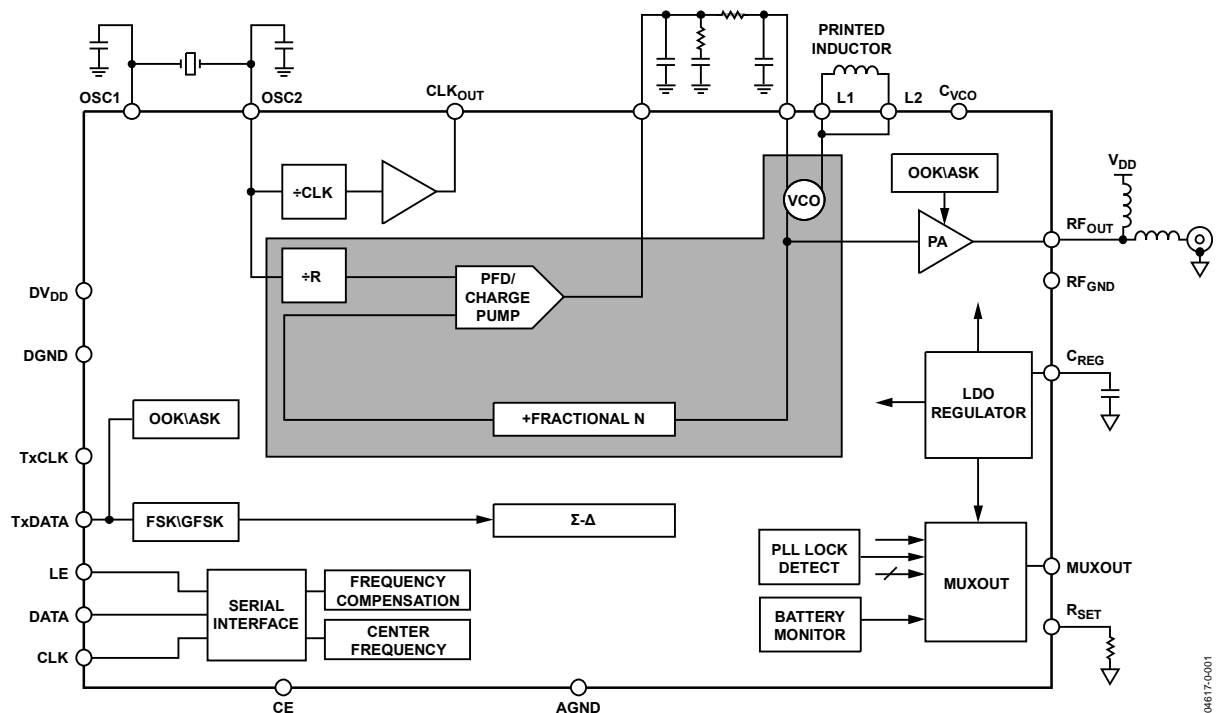 PRINTED
INDUCTOR
OSC1
OSC2
CLKOUT
L1
L2
CVCO
÷CLK
VCO
OOK\ASK
VDD
PA
RFOUT
÷R
PFD/
CHARGE
PUMP
RFGND
DVDD
DGND
CREG
LDO
REGULATOR
+FRACTIONAL N
OOK\ASK
TxCLK
TxDATA
FSK\GFSK
Σ-Δ
PLL LOCK
DETECT
MUXOUT
MUXOUT
LE
DATA
CLK
SERIAL
INTERFACE
FREQUENCY
COMPENSATION
CENTER
FREQUENCY
BATTERY
MONITOR
RSET
CE
AGND
04617-0-001